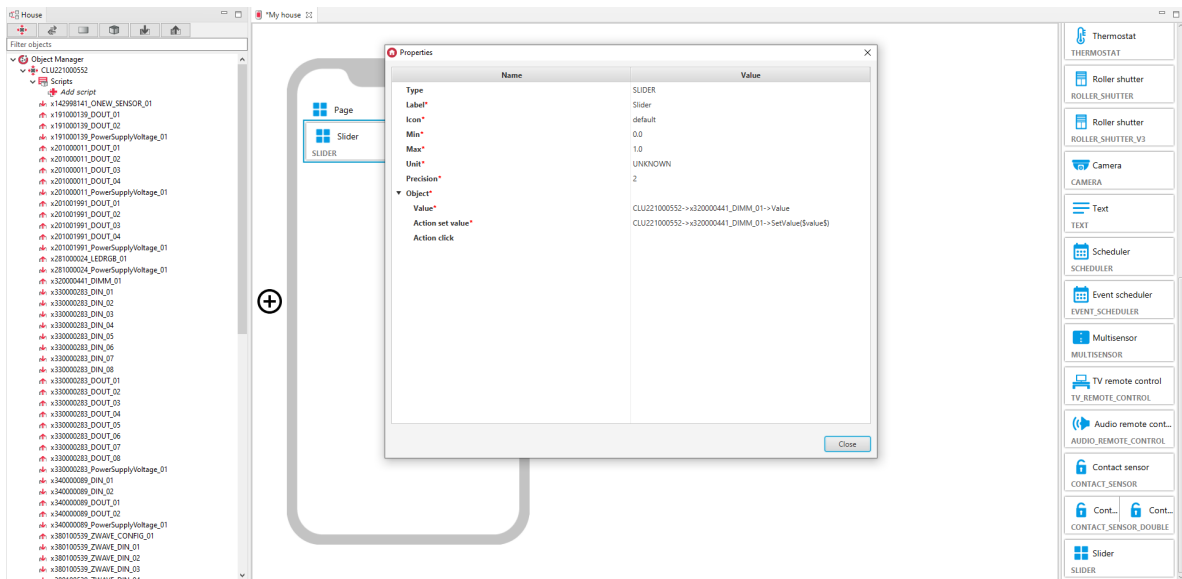 House
*My house
Filter objects
Object Manager
CLU221000552
Scripts
Add script
x142998141_ONEW_SENSOR_01
x191000139_DOUT_01
x191000139_DOUT_02
x191000139_PowerSupplyVoltage_01
x201000011_DOUT_01
x201000011_DOUT_02
x201000011_DOUT_03
x201000011_DOUT_04
x201000011_PowerSupplyVoltage_01
x201001991_DOUT_01
x201001991_DOUT_02
x201001991_DOUT_03
x201001991_DOUT_04
x201001991_PowerSupplyVoltage_01
x281000024_LEDRGB_01
x281000024_PowerSupplyVoltage_01
x320000441_DIMM_01
x330000283_DIN_01
x330000283_DIN_02
x330000283_DIN_03
x330000283_DIN_04
x330000283_DIN_05
x330000283_DIN_06
x330000283_DIN_07
x330000283_DIN_08
x330000283_DOUT_01
x330000283_DOUT_02
x330000283_DOUT_03
x330000283_DOUT_04
x330000283_DOUT_05
x330000283_DOUT_06
x330000283_DOUT_07
x330000283_DOUT_08
x330000283_PowerSupplyVoltage_01
x340000089_DIN_01
x340000089_DIN_02
x340000089_DOUT_01
x340000089_DOUT_02
x340000089_PowerSupplyVoltage_01
x380100539_ZWAVE_CONFIG_01
x380100539_ZWAVE_DIN_01
x380100539_ZWAVE_DIN_02
x380100539_ZWAVE_DIN_03
Page
Slider
SLIDER
Properties
Name Value
Type SLIDER
Label* Slider
Icon* default
Min* 0.0
Max* 1.0
Unit* UNKNOWN
Precision* 2
Object*
Value* CLU221000552->x320000441_DIMM_01->Value
Action set value* CLU221000552->x320000441_DIMM_01->SetValue($value$)
Action click
Close
Thermostat
THERMOSTAT
Roller shutter
ROLLER_SHUTTER
Roller shutter
ROLLER_SHUTTER_V3
Camera
CAMERA
Text
TEXT
Scheduler
SCHEDULER
Event scheduler
EVENT_SCHEDULER
Multisensor
MULTISENSOR
TV remote control
TV_REMOTE_CONTROL
Audio remote cont...
AUDIO_REMOTE_CONTROL
Contact sensor
CONTACT_SENSOR
Cont... Cont...
CONTACT_SENSOR_DOUBLE
Slider
SLIDER